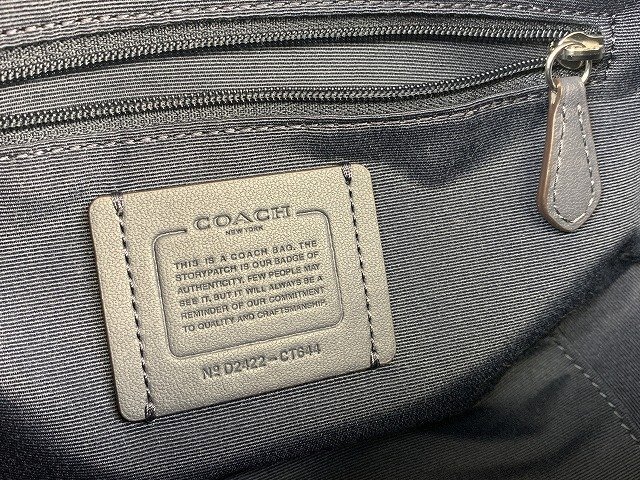 COACH
NEW YORK
THIS IS A COACH BAG. THE
STORYPATCH IS OUR BADGE OF
AUTHENTICITY. FEW PEOPLE MAY
SEE IT, BUT IT WILL ALWAYS BE A
REMINDER OF OUR COMMITMENT
TO QUALITY AND CRAFTSMANSHIP.
Nº D2422-CT644